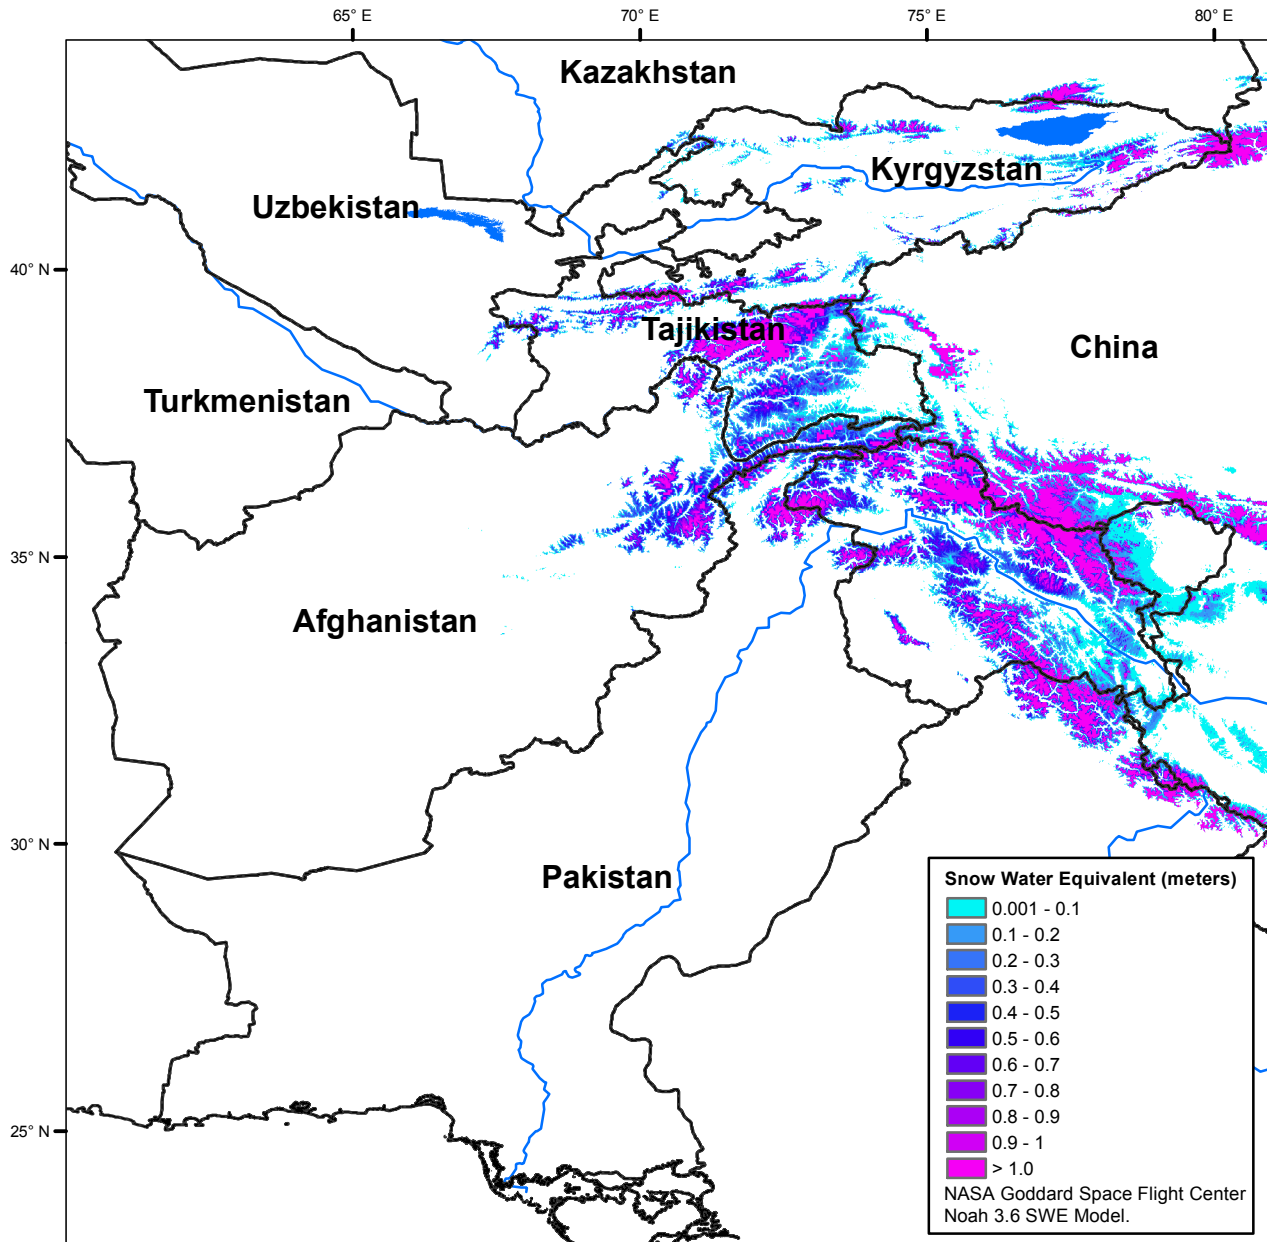 65° E
70° E
75° E
80° E
Kazakhstan
Kyrgyzstan
Uzbekistan
40° N
Tajikistan
China
Turkmenistan
35° N
Afghanistan
30° N
Pakistan
25° N
Snow Water Equivalent (meters)
0.001 - 0.1
0.1 - 0.2
0.2 - 0.3
0.3 - 0.4
0.4 - 0.5
0.5 - 0.6
0.6 - 0.7
0.7 - 0.8
0.8 - 0.9
0.9 - 1
> 1.0
NASA Goddard Space Flight Center
Noah 3.6 SWE Model.